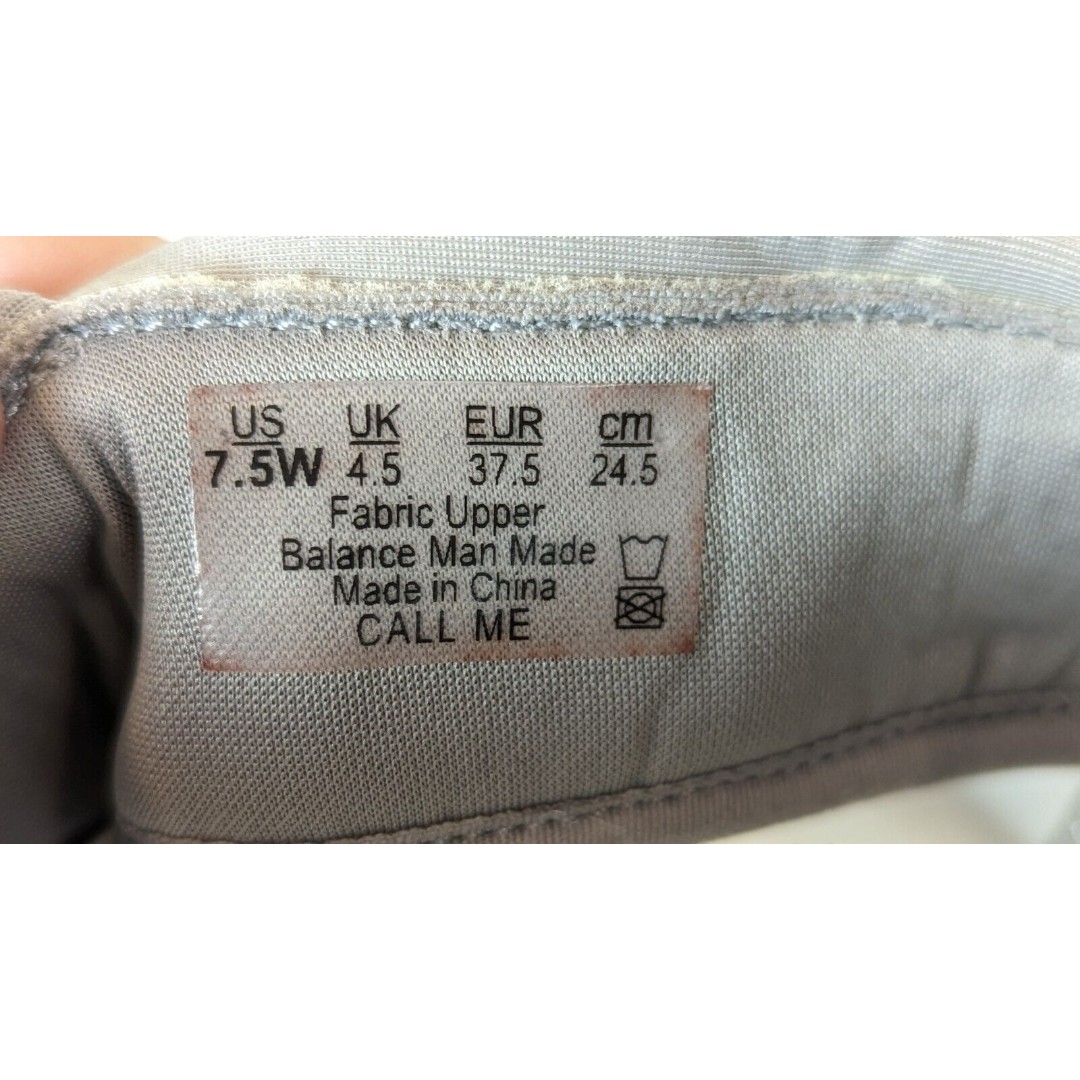 US UK EUR cm
7.5W 4.5 37.5 24.5
Fabric Upper
Balance Man Made
Made in China
CALL ME